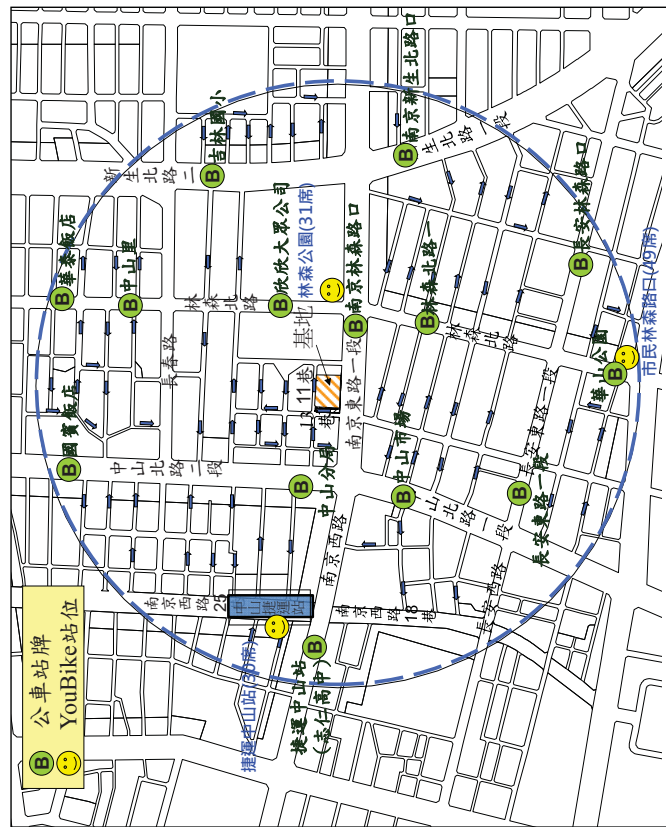 公車站牌
YouBike站位
華泰飯店
中山里
國賓飯店
吉林國小
新生北路二
南京新生北路口
生北路一段
欣欣大眾公司
林森公園(31席)
林森北路
長春路
基地
11巷
13巷
南京林森路口
南京東路一段
林森北路一
林森北路
長安林森路口
市民林森路口(49席)
華山公園
中山北路二段
中山分局
中山市場
山北路一段
長安東路一段
長安東路一段
南京西路
南京西路25
中山捷運站
南京西路18巷
長安西路
捷運中山站(30席)
捷運中山站
(志仁高中)
B